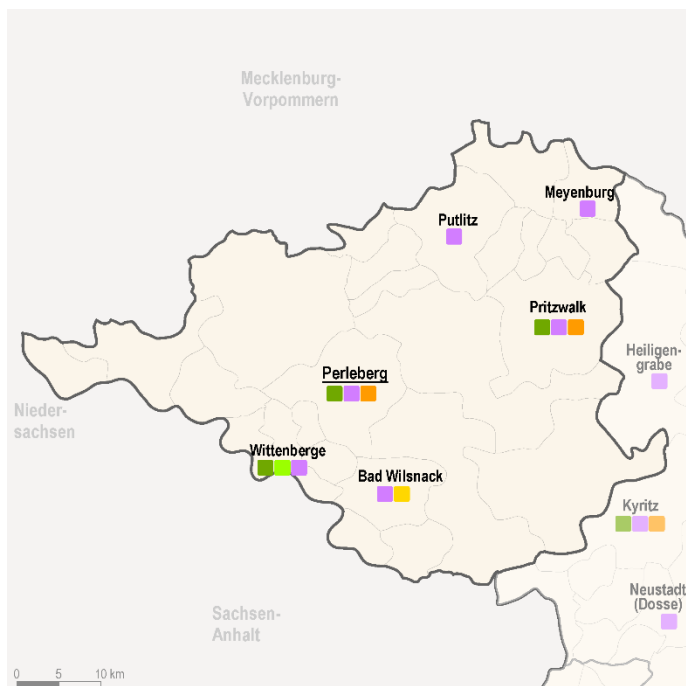 Mecklenburg-
Vorpommern
Meyenburg
Putlitz
Pritzwalk
Heiligen-
grabe
Perleberg
Nieder-
sachsen
Wittenberge
Bad Wilsnack
Kyritz
Neustadt
(Dosse)
Sachsen-
Anhalt
0 5 10 km